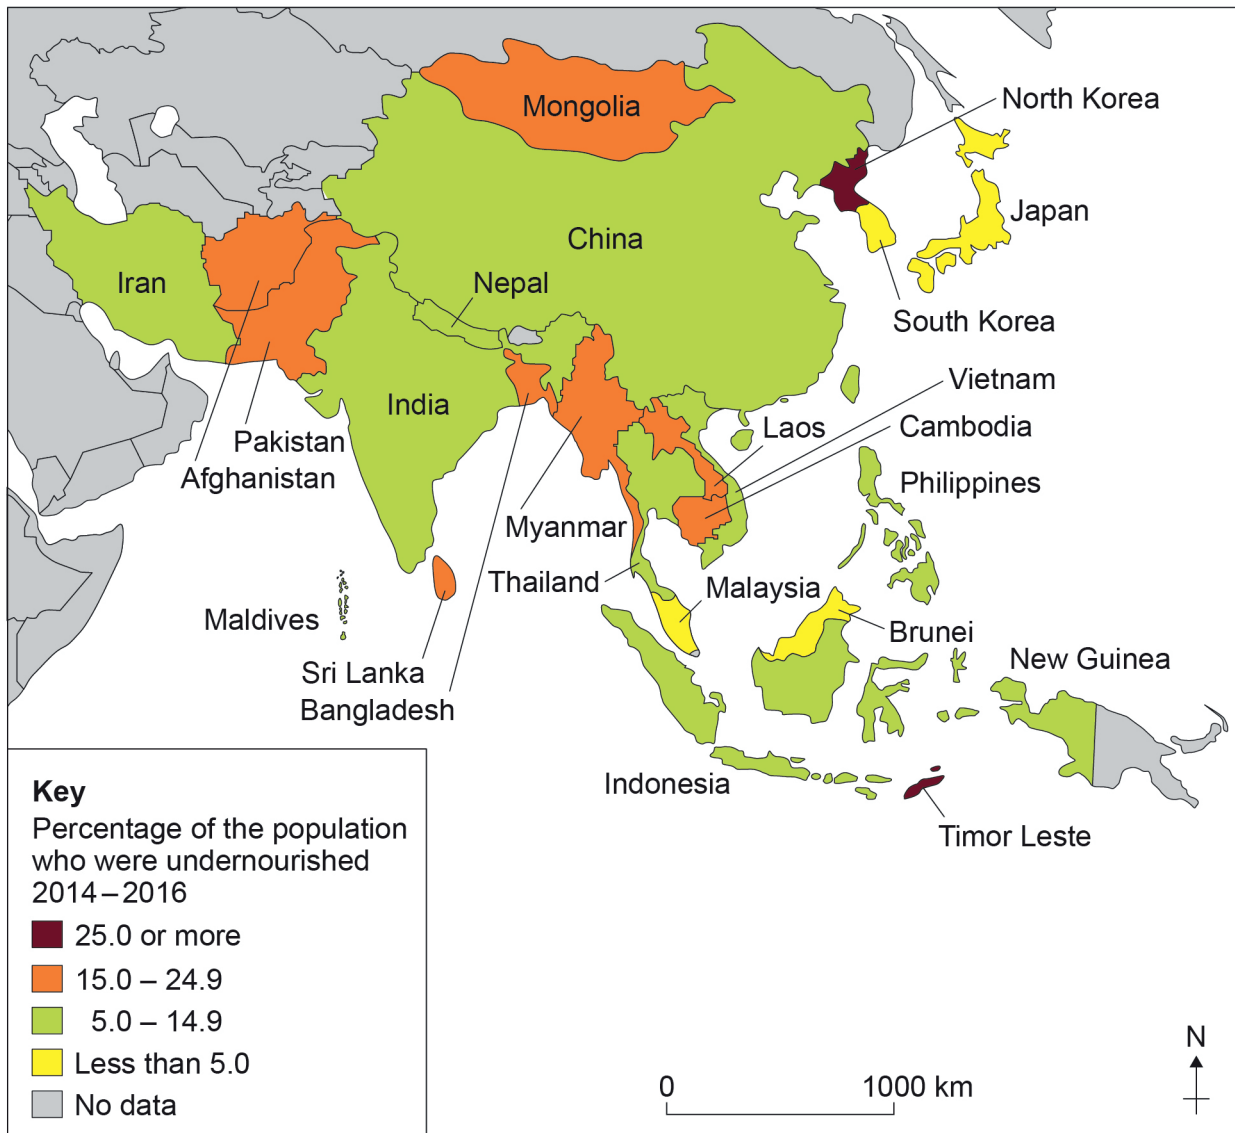 Mongolia
North Korea
Japan
China
Iran
Nepal
South Korea
Vietnam
India
Laos
Cambodia
Pakistan
Afghanistan
Philippines
Myanmar
Thailand
Malaysia
Maldives
Brunei
Sri Lanka
New Guinea
Bangladesh
Indonesia
Timor Leste
Key
Percentage of the population
who were undernourished
2014–2016
25.0 or more
15.0 – 24.9
5.0 – 14.9
Less than 5.0
No data
0 1000 km
N